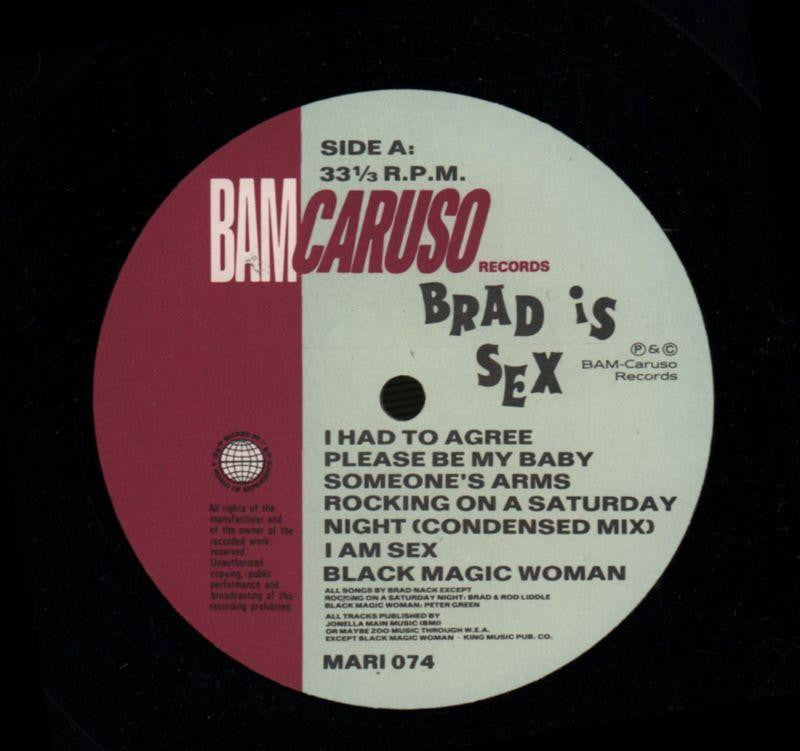 SIDE A:
33⅓ R.P.M.
BAM CARUSO RECORDS
BRAD iS
SEX
Ⓟ & ©
BAM-Caruso
Records
I HAD TO AGREE
PLEASE BE MY BABY
SOMEONE'S ARMS
ROCKING ON A SATURDAY
NIGHT (CONDENSED MIX)
I AM SEX
BLACK MAGIC WOMAN
ALL SONGS BY BRAD NACK EXCEPT
ROCKING ON A SATURDAY NIGHT: BRAD & ROD LIDDLE
BLACK MAGIC WOMAN: PETER GREEN
ALL TRACKS PUBLISHED BY
JONELLA MAIN MUSIC (BMI)
OR MAYBE ZOO MUSIC THROUGH W.E.A.
EXCEPT BLACK MAGIC WOMAN - KING MUSIC PUB. CO.
MARI 074
All rights of the
manufacturer and
of the owner of the
recorded work
reserved.
Unauthorised
copying, public
performance and
broadcasting of this
recording prohibited.